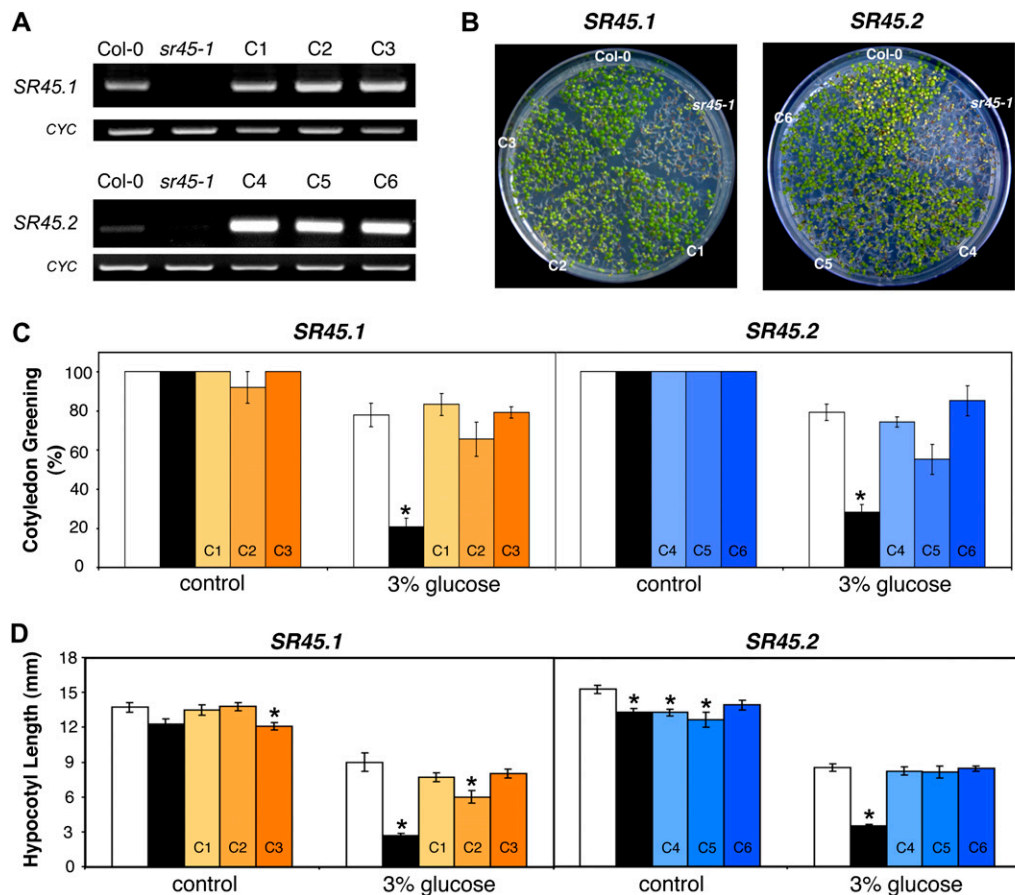 A
Col-0 sr45-1 C1 C2 C3
SR45.1
CYC
Col-0 sr45-1 C4 C5 C6
SR45.2
CYC
B
SR45.1 SR45.2
Col-0
sr45-1
C3
C2
C1
Col-0
sr45-1
C6
C5
C4
C
SR45.1 SR45.2
Cotyledon Greening
(%)
100
80
60
40
20
0
*
*
C1 C2 C3 C1 C2 C3 C4 C5 C6 C4 C5 C6
control 3% glucose control 3% glucose
D
SR45.1 SR45.2
Hypocotyl Length (mm)
18
15
12
9
6
3
0
* * * * * * *
C1 C2 C3 C1 C2 C3 C4 C5 C6 C4 C5 C6
control 3% glucose control 3% glucose